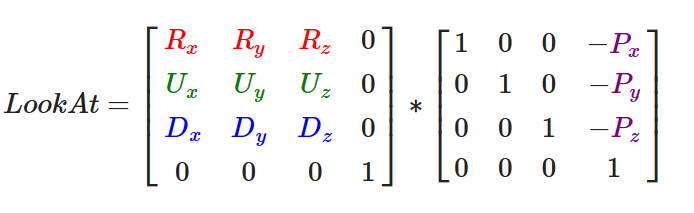 R_x R_y R_z 0 1 0 0 −P_x
U_x U_y U_z 0 0 1 0 −P_y
LookAt = *
D_x D_y D_z 0 0 0 1 −P_z
0 0 0 1 0 0 0 1